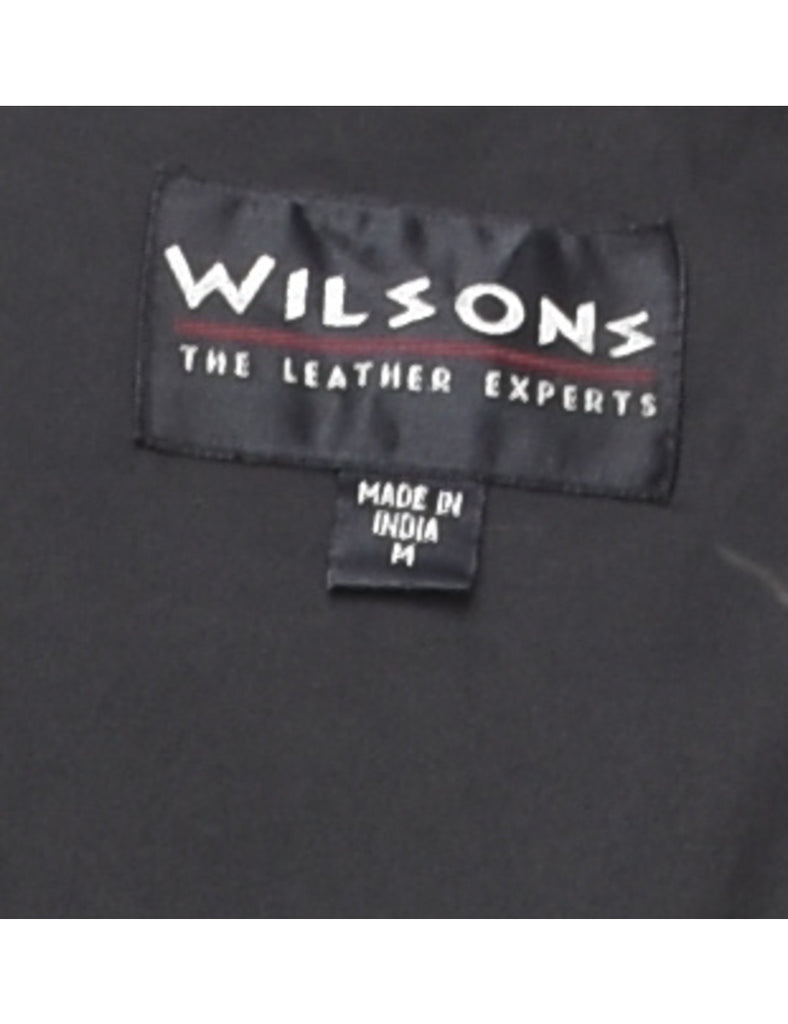 WILSONS
THE LEATHER EXPERTS
MADE IN
INDIA
M